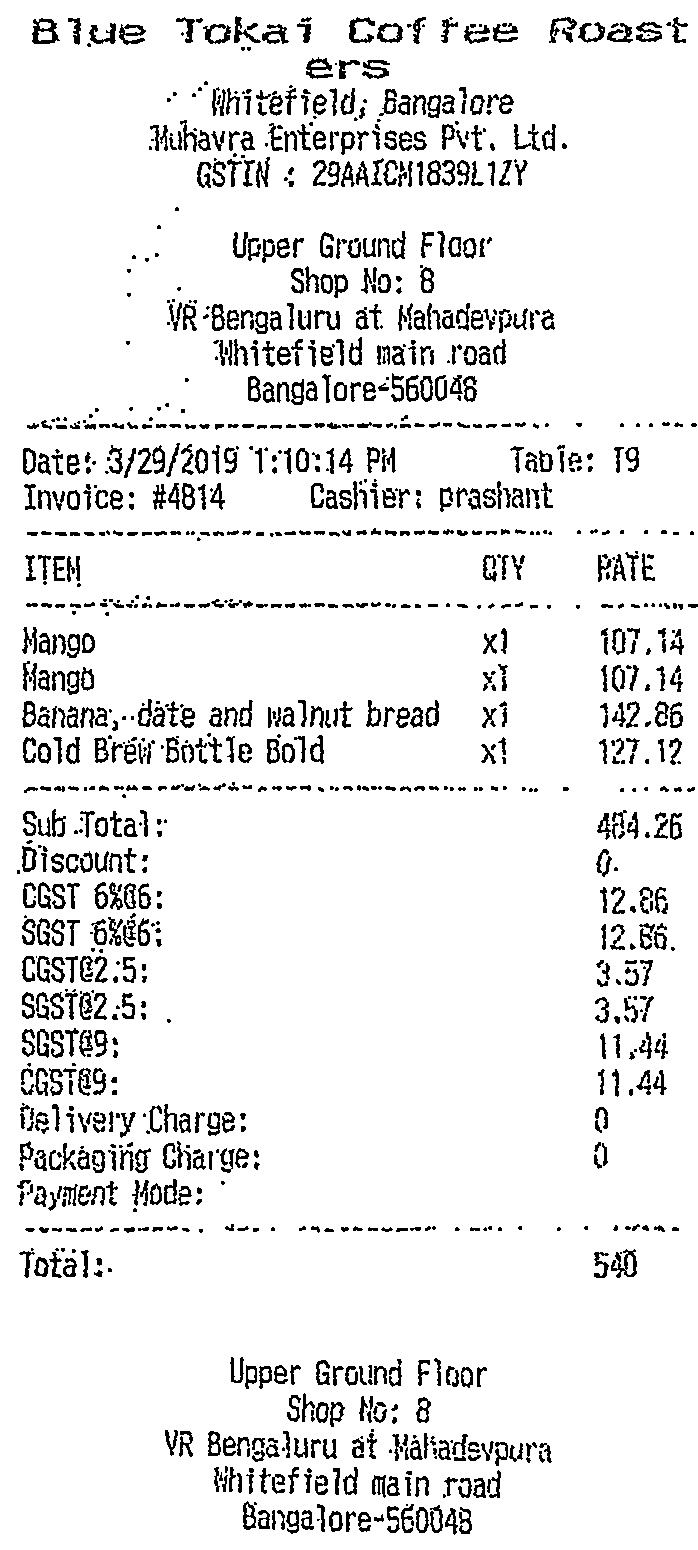 Blue Tokai Coffee Roast
ers
Whitefield, Bangalore
Muhavra Enterprises Pvt. Ltd.
GSTIN : 29AAICM1839L1ZY
Upper Ground Floor
Shop No: 8
VR Bengaluru at Mahadevpura
Whitefield main road
Bangalore-560048
Date: 3/29/2019 1:10:14 PM Table: T9
Invoice: #4814 Cashier: prashant
ITEM QTY RATE
Mango x1 107.14
Mango x1 107.14
Banana, date and walnut bread x1 142.86
Cold Brew Bottle Bold x1 127.12
Sub Total: 484.26
Discount: 0
CGST 6%@6: 12.86
SGST 6%@6: 12.86
CGST@2.5: 3.57
SGST@2.5: 3.57
SGST@9: 11.44
CGST@9: 11.44
Delivery Charge: 0
Packaging Charge: 0
Payment Mode:
Total: 540
Upper Ground Floor
Shop No: 8
VR Bengaluru at Mahadevpura
Whitefield main road
Bangalore-560048